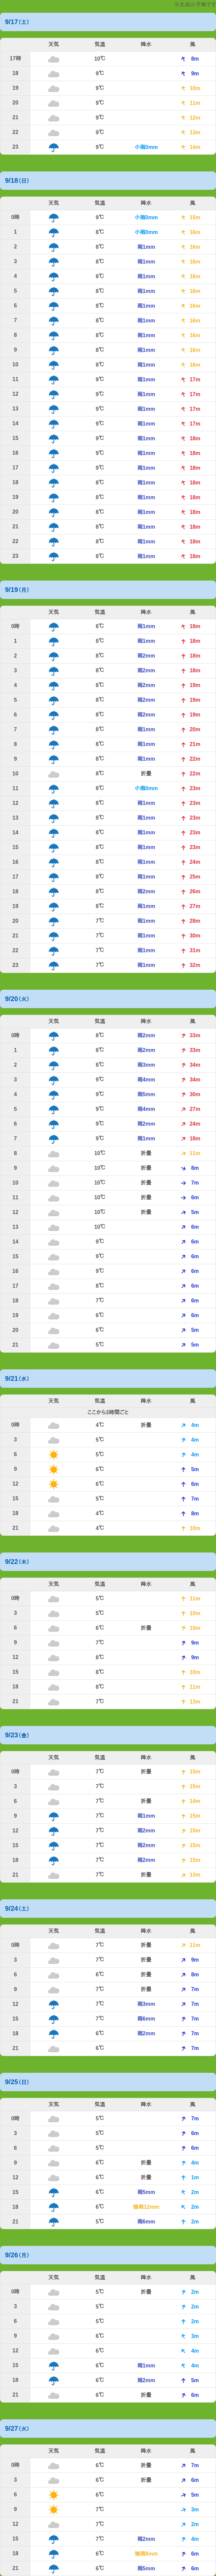 ※北岳の予報です
9/17(土)
天気 気温 降水 風
17時 10℃ 8m
18 9℃ 9m
19 9℃ 10m
20 9℃ 11m
21 9℃ 12m
22 9℃ 13m
23 9℃ 小雨0mm 14m
9/18(日)
天気 気温 降水 風
0時 9℃ 小雨0mm 15m
1 8℃ 小雨0mm 16m
2 8℃ 雨1mm 16m
3 8℃ 雨1mm 16m
4 8℃ 雨1mm 16m
5 8℃ 雨1mm 16m
6 8℃ 雨1mm 16m
7 8℃ 雨1mm 16m
8 8℃ 雨1mm 16m
9 8℃ 雨1mm 16m
10 8℃ 雨1mm 16m
11 9℃ 雨1mm 17m
12 9℃ 雨1mm 17m
13 9℃ 雨1mm 17m
14 9℃ 雨1mm 17m
15 9℃ 雨1mm 18m
16 9℃ 雨1mm 18m
17 8℃ 雨1mm 18m
18 8℃ 雨1mm 18m
19 9℃ 雨1mm 18m
20 8℃ 雨1mm 18m
21 8℃ 雨1mm 18m
22 8℃ 雨1mm 18m
23 8℃ 雨1mm 18m
9/19(月)
天気 気温 降水 風
0時 8℃ 雨1mm 18m
1 8℃ 雨1mm 18m
2 8℃ 雨2mm 18m
3 8℃ 雨2mm 18m
4 9℃ 雨2mm 19m
5 8℃ 雨2mm 19m
6 8℃ 雨2mm 19m
7 8℃ 雨1mm 20m
8 8℃ 雨1mm 21m
9 8℃ 雨1mm 22m
10 8℃ 折曇 22m
11 8℃ 小雨0mm 23m
12 8℃ 雨1mm 23m
13 8℃ 雨1mm 23m
14 8℃ 雨1mm 23m
15 8℃ 雨1mm 23m
16 8℃ 雨1mm 24m
17 8℃ 雨1mm 25m
18 8℃ 雨2mm 26m
19 8℃ 雨1mm 27m
20 7℃ 雨1mm 28m
21 7℃ 雨1mm 30m
22 7℃ 雨1mm 31m
23 7℃ 雨1mm 32m
9/20(火)
天気 気温 降水 風
0時 8℃ 雨2mm 33m
1 8℃ 雨2mm 33m
2 8℃ 雨3mm 34m
3 9℃ 雨4mm 34m
4 9℃ 雨5mm 30m
5 9℃ 雨4mm 27m
6 9℃ 雨2mm 24m
7 9℃ 雨1mm 18m
8 10℃ 折曇 11m
9 10℃ 折曇 8m
10 10℃ 折曇 7m
11 10℃ 折曇 6m
12 10℃ 折曇 5m
13 10℃ 6m
14 9℃ 6m
15 9℃ 6m
16 9℃ 6m
17 8℃ 6m
18 7℃ 6m
19 6℃ 6m
20 6℃ 5m
21 5℃ 5m
9/21(水)
天気 気温 降水 風
ここから3時間ごと
0時 4℃ 折曇 4m
3 5℃ 4m
6 5℃ 4m
9 6℃ 5m
12 6℃ 6m
15 5℃ 7m
18 4℃ 8m
21 4℃ 10m
9/22(木)
天気 気温 降水 風
0時 5℃ 11m
3 5℃ 10m
6 6℃ 折曇 10m
9 7℃ 9m
12 8℃ 9m
15 8℃ 10m
18 8℃ 11m
21 7℃ 13m
9/23(金)
天気 気温 降水 風
0時 7℃ 折曇 15m
3 7℃ 15m
6 7℃ 折曇 14m
9 7℃ 雨1mm 15m
12 7℃ 雨2mm 15m
15 7℃ 雨2mm 15m
18 7℃ 雨2mm 15m
21 7℃ 折曇 13m
9/24(土)
天気 気温 降水 風
0時 7℃ 折曇 11m
3 7℃ 折曇 9m
6 6℃ 折曇 8m
9 7℃ 折曇 7m
12 7℃ 雨3mm 7m
15 7℃ 雨6mm 7m
18 6℃ 雨2mm 7m
21 6℃ 7m
9/25(日)
天気 気温 降水 風
0時 5℃ 7m
3 5℃ 6m
6 5℃ 6m
9 6℃ 折曇 4m
12 6℃ 折曇 1m
15 6℃ 雨5mm 2m
18 6℃ 強雨12mm 2m
21 5℃ 雨6mm 2m
9/26(月)
天気 気温 降水 風
0時 5℃ 折曇 2m
3 5℃ 2m
6 5℃ 2m
9 6℃ 3m
12 6℃ 4m
15 6℃ 雨1mm 4m
18 6℃ 雨2mm 5m
21 6℃ 折曇 6m
9/27(火)
天気 気温 降水 風
0時 6℃ 折曇 7m
3 6℃ 折曇 6m
6 6℃ 5m
9 7℃ 3m
12 7℃ 2m
15 7℃ 雨2mm 4m
18 6℃ 強雨8mm 6m
21 6℃ 雨5mm 6m